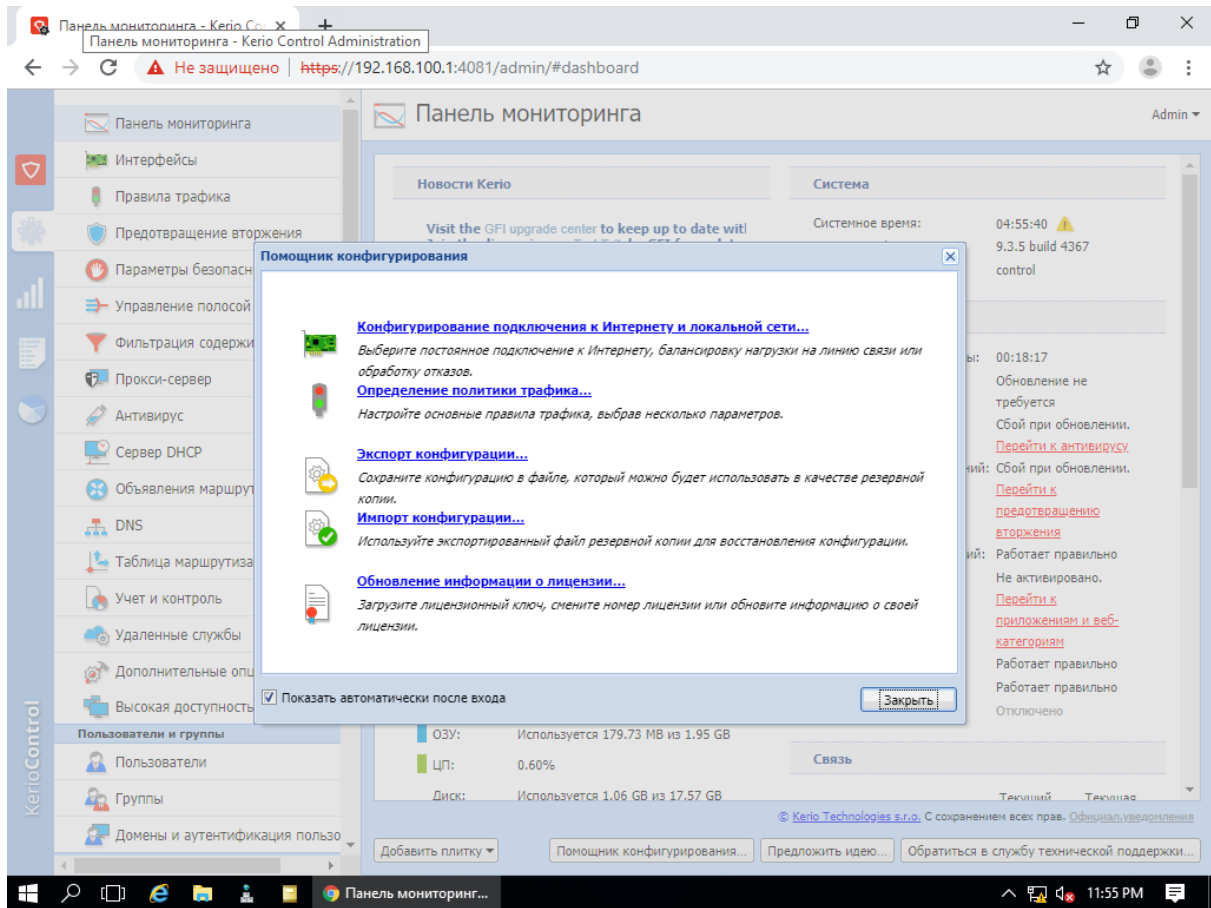 Панель мониторинга - Kerio Co
Панель мониторинга - Kerio Control Administration
Не защищено | https://192.168.100.1:4081/admin/#dashboard
Панель мониторинга
Интерфейсы
Правила трафика
Предотвращение вторжения
Параметры безопасн
Управление полосой
Фильтрация содержи
Прокси-сервер
Антивирус
Сервер DHCP
Объявления маршрут
DNS
Таблица маршрутиза
Учет и контроль
Удаленные службы
Дополнительные опц
Высокая доступность
Пользователи и группы
Пользователи
Группы
Домены и аутентификация пользо
KerioControl
Панель мониторинга
Admin
Новости Kerio
Visit the GFI upgrade center to keep up to date witl
Система
Системное время:
04:55:40
9.3.5 build 4367
control
Помощник конфигурирования
Конфигурирование подключения к Интернету и локальной сети...
Выберите постоянное подключение к Интернету, балансировку нагрузки на линию связи или
обработку отказов.
Определение политики трафика...
Настройте основные правила трафика, выбрав несколько параметров.
Экспорт конфигурации...
Сохраните конфигурацию в файле, который можно будет использовать в качестве резервной
копии.
Импорт конфигурации...
Используйте экспортированный файл резервной копии для восстановления конфигурации.
Обновление информации о лицензии...
Загрузите лицензионный ключ, смените номер лицензии или обновите информацию о своей
лицензии.
Показать автоматически после входа
Закрыть
ы: 00:18:17
Обновление не
требуется
Сбой при обновлении.
Перейти к антивирусу
ний: Сбой при обновлении.
Перейти к
предотвращению
вторжения
ий: Работает правильно
Не активировано.
Перейти к
приложениям и веб-
категориям
Работает правильно
Работает правильно
Отключено
ОЗУ: Используется 179.73 MB из 1.95 GB
ЦП: 0.60%
Диск: Используется 1.06 GB из 17.57 GB
Связь
Текущий Текущая
© Kerio Technologies s.r.o. С сохранением всех прав. Официал.уведомления
Добавить плитку
Помощник конфигурирования...
Предложить идею...
Обратиться в службу технической поддержки...
Панель мониторинг...
11:55 PM